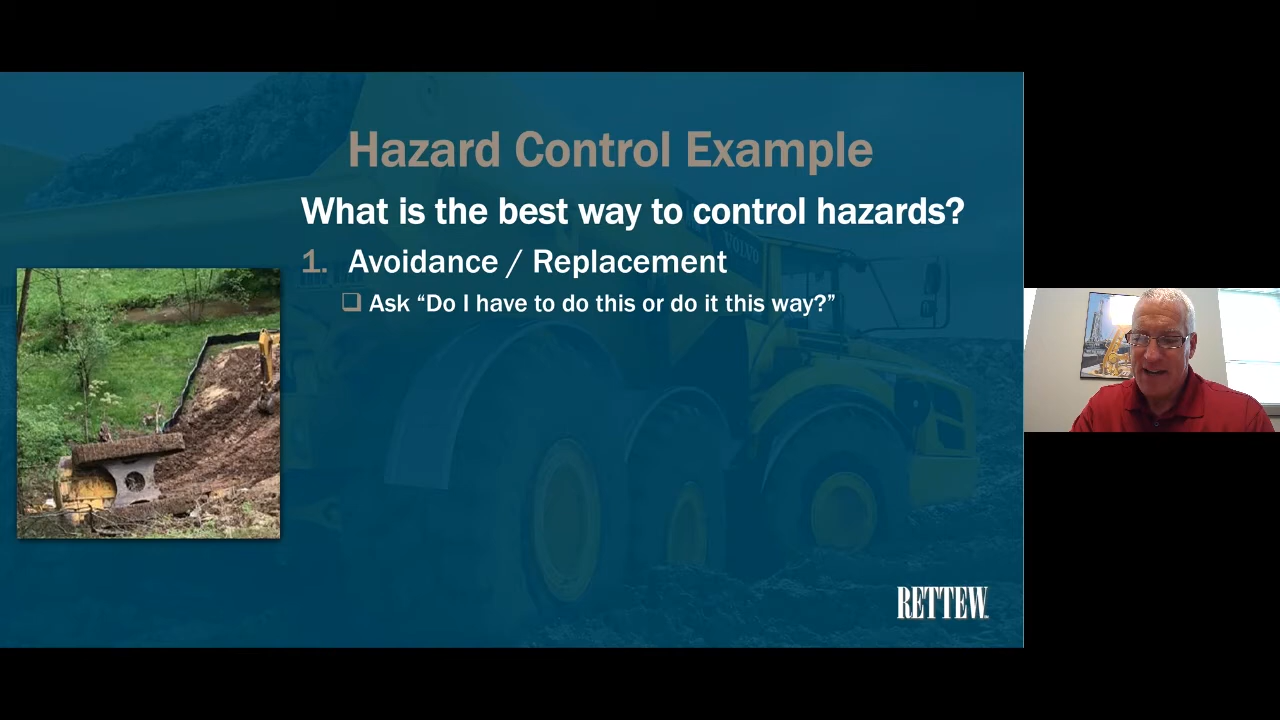 Hazard Control Example
What is the best way to control hazards?
1. Avoidance / Replacement
❑ Ask “Do I have to do this or do it this way?”
VOLVO
RETTEW